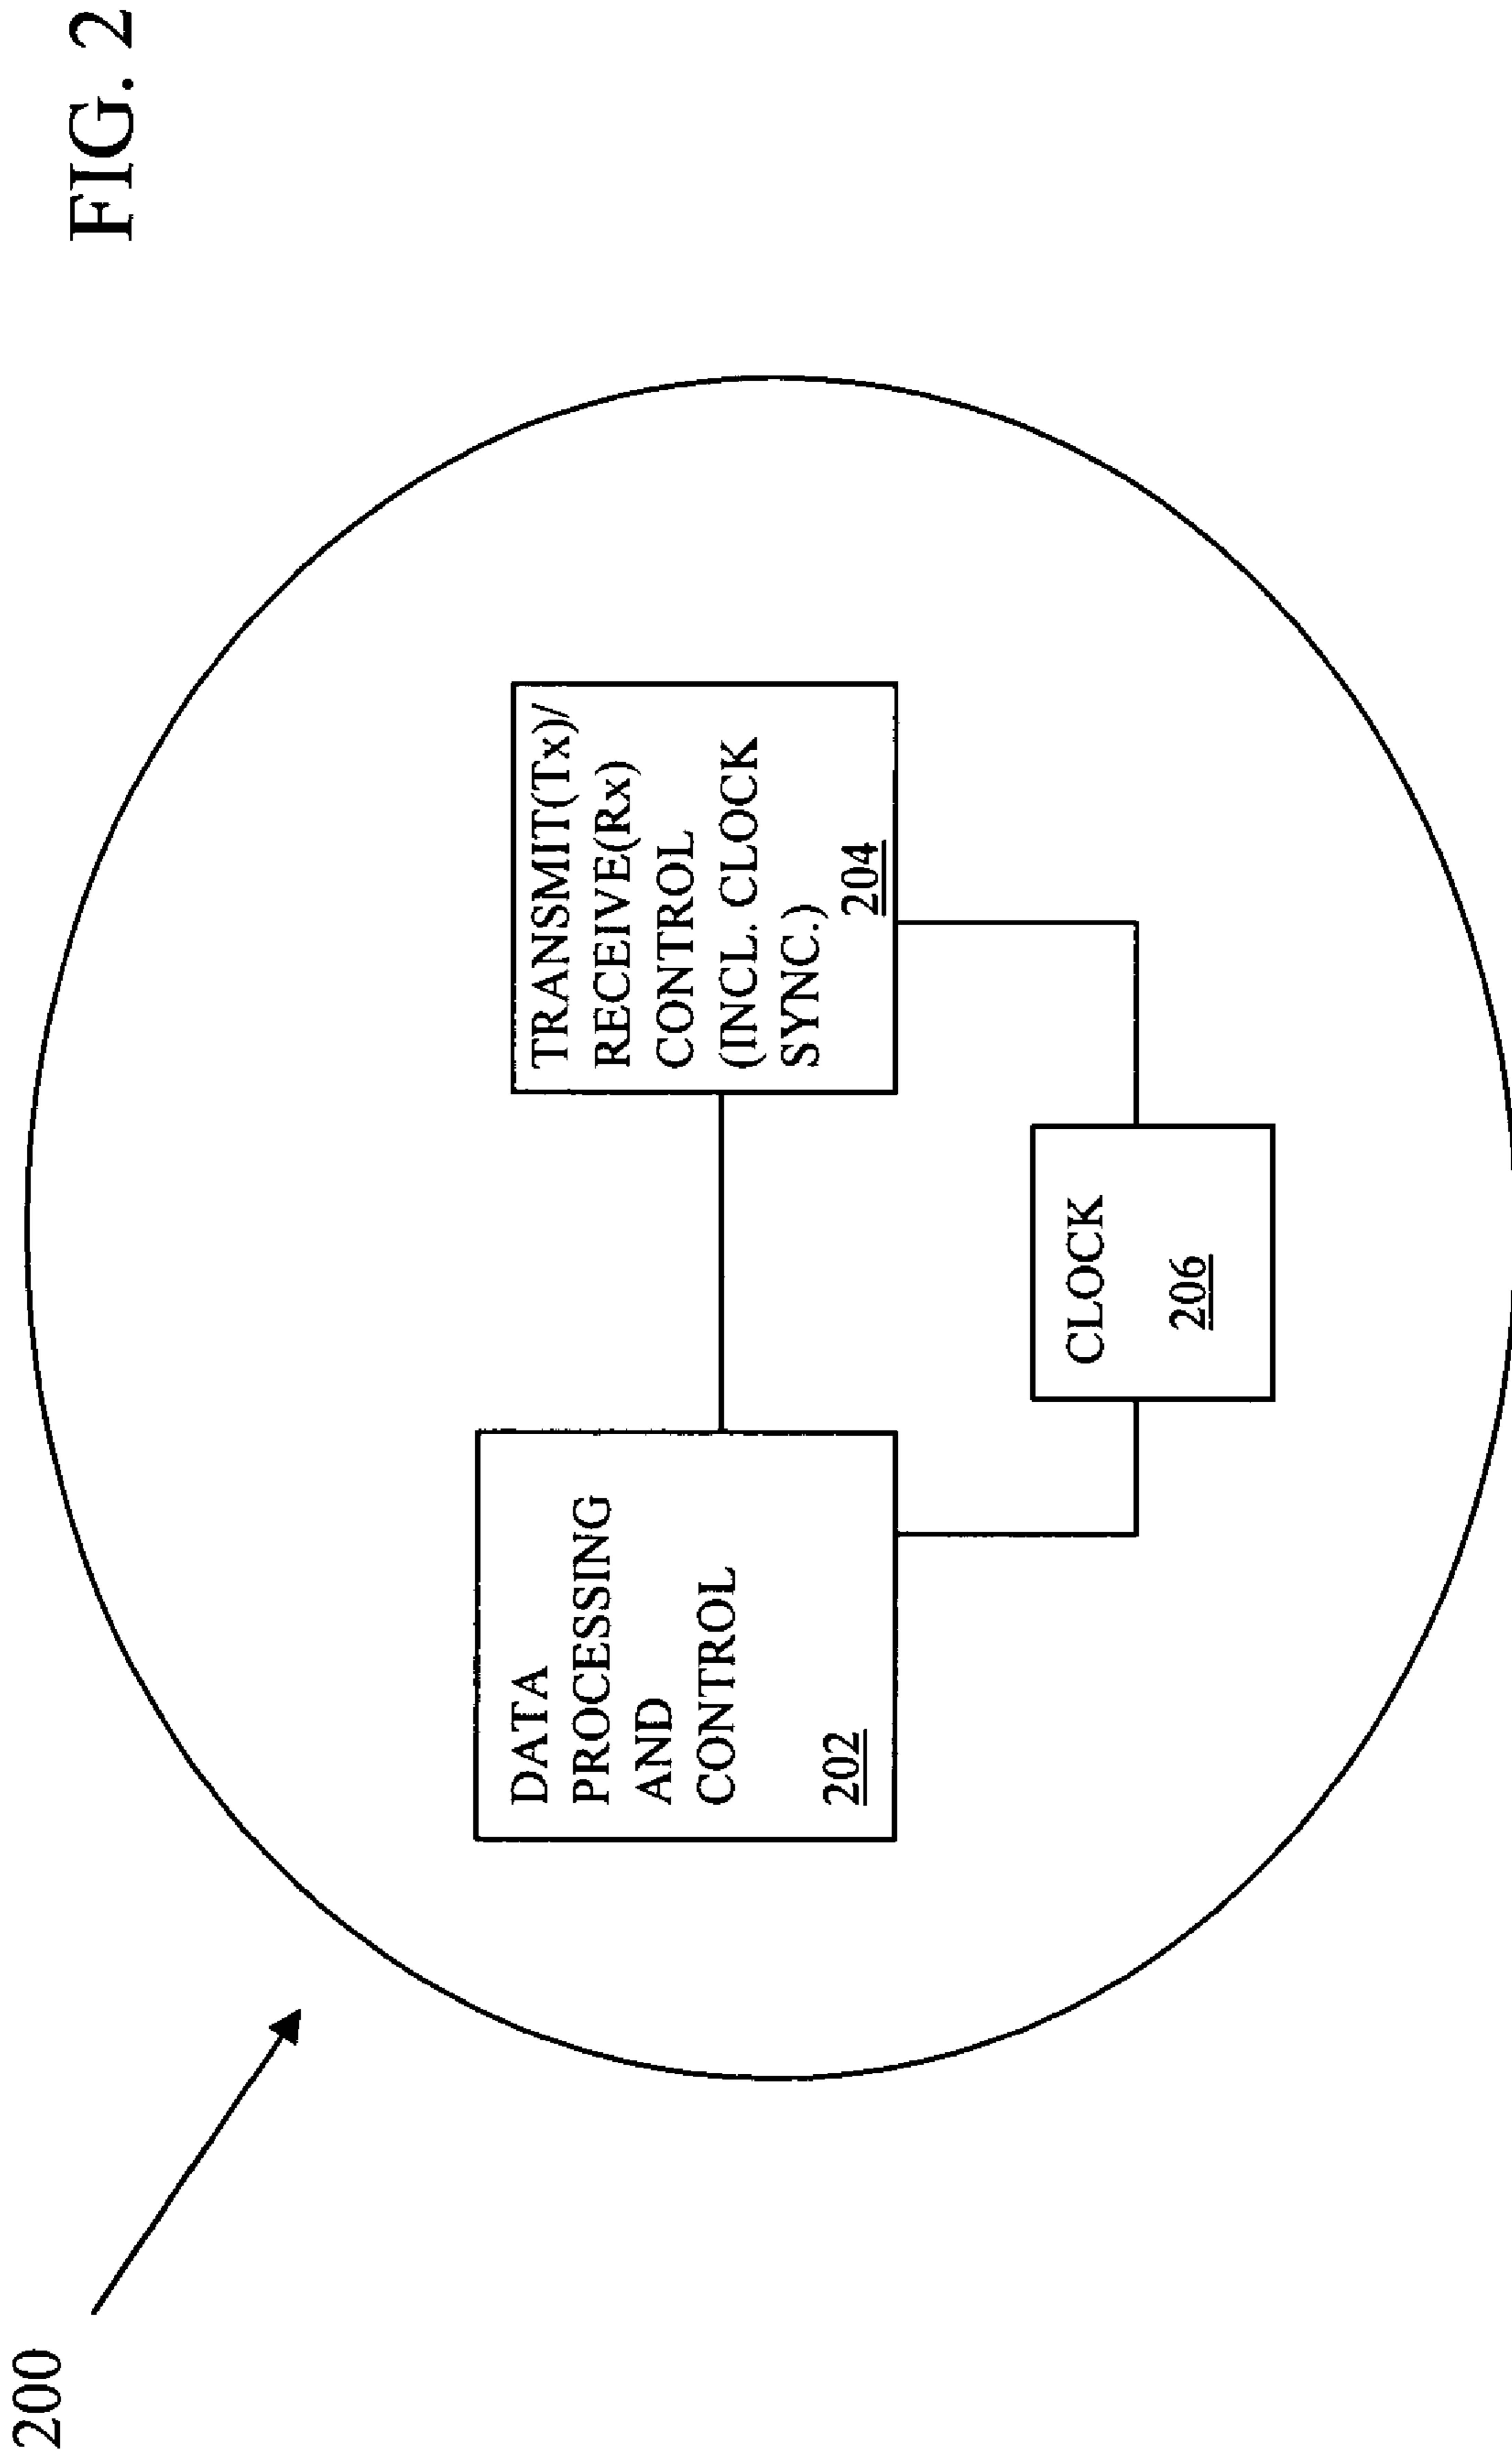 FIG. 2
200
DATA
PROCESSING
AND
CONTROL
202
TRANSMIT(Tx)/
RECEIVE(Rx)
CONTROL
(INCL. CLOCK
SYNC.)
204
CLOCK
206